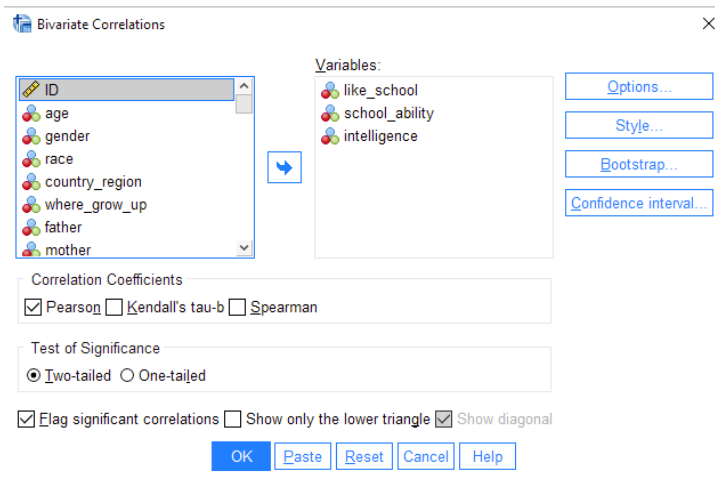 Bivariate Correlations
Variables:
ID
age
gender
race
country_region
where_grow_up
father
mother
like_school
school_ability
intelligence
Options...
Style...
Bootstrap...
Confidence interval...
Correlation Coefficients
Pearson Kendall's tau-b Spearman
Test of Significance
Two-tailed One-tailed
Flag significant correlations Show only the lower triangle Show diagonal
OK Paste Reset Cancel Help